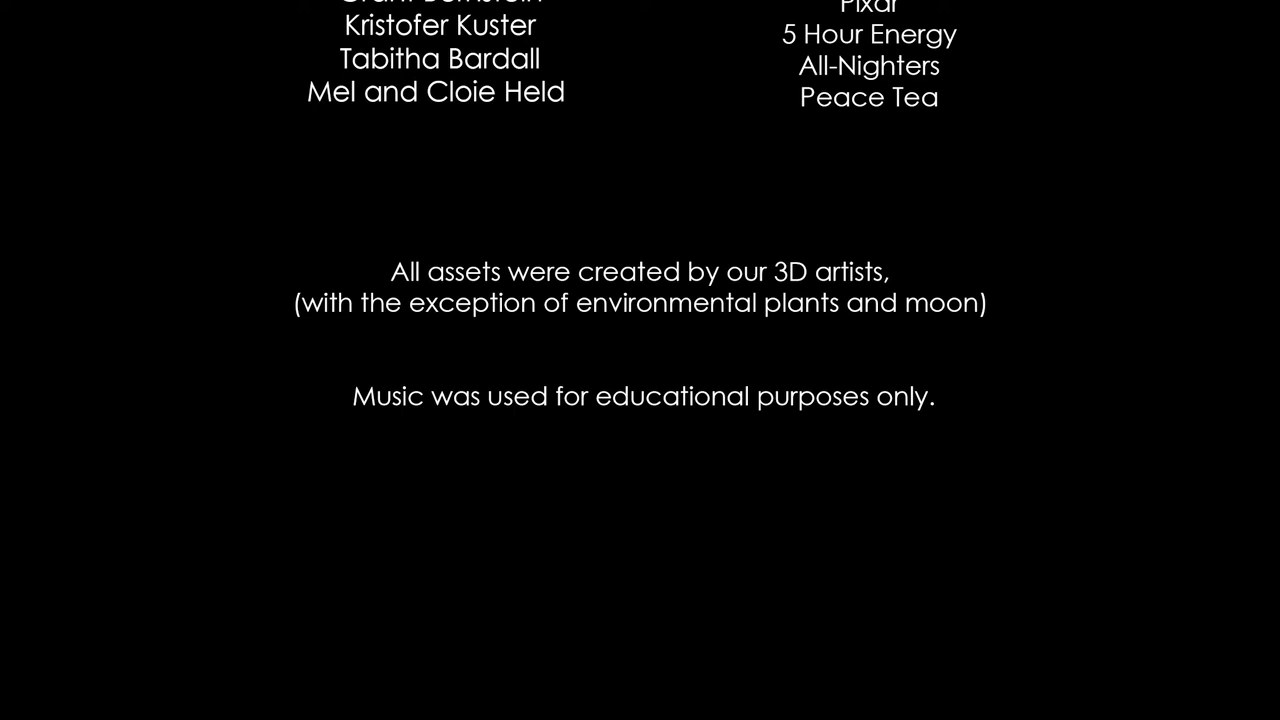 Kristofer Kuster
Tabitha Bardall
Mel and Cloie Held
Pixar
5 Hour Energy
All-Nighters
Peace Tea
All assets were created by our 3D artists,
(with the exception of environmental plants and moon)
Music was used for educational purposes only.